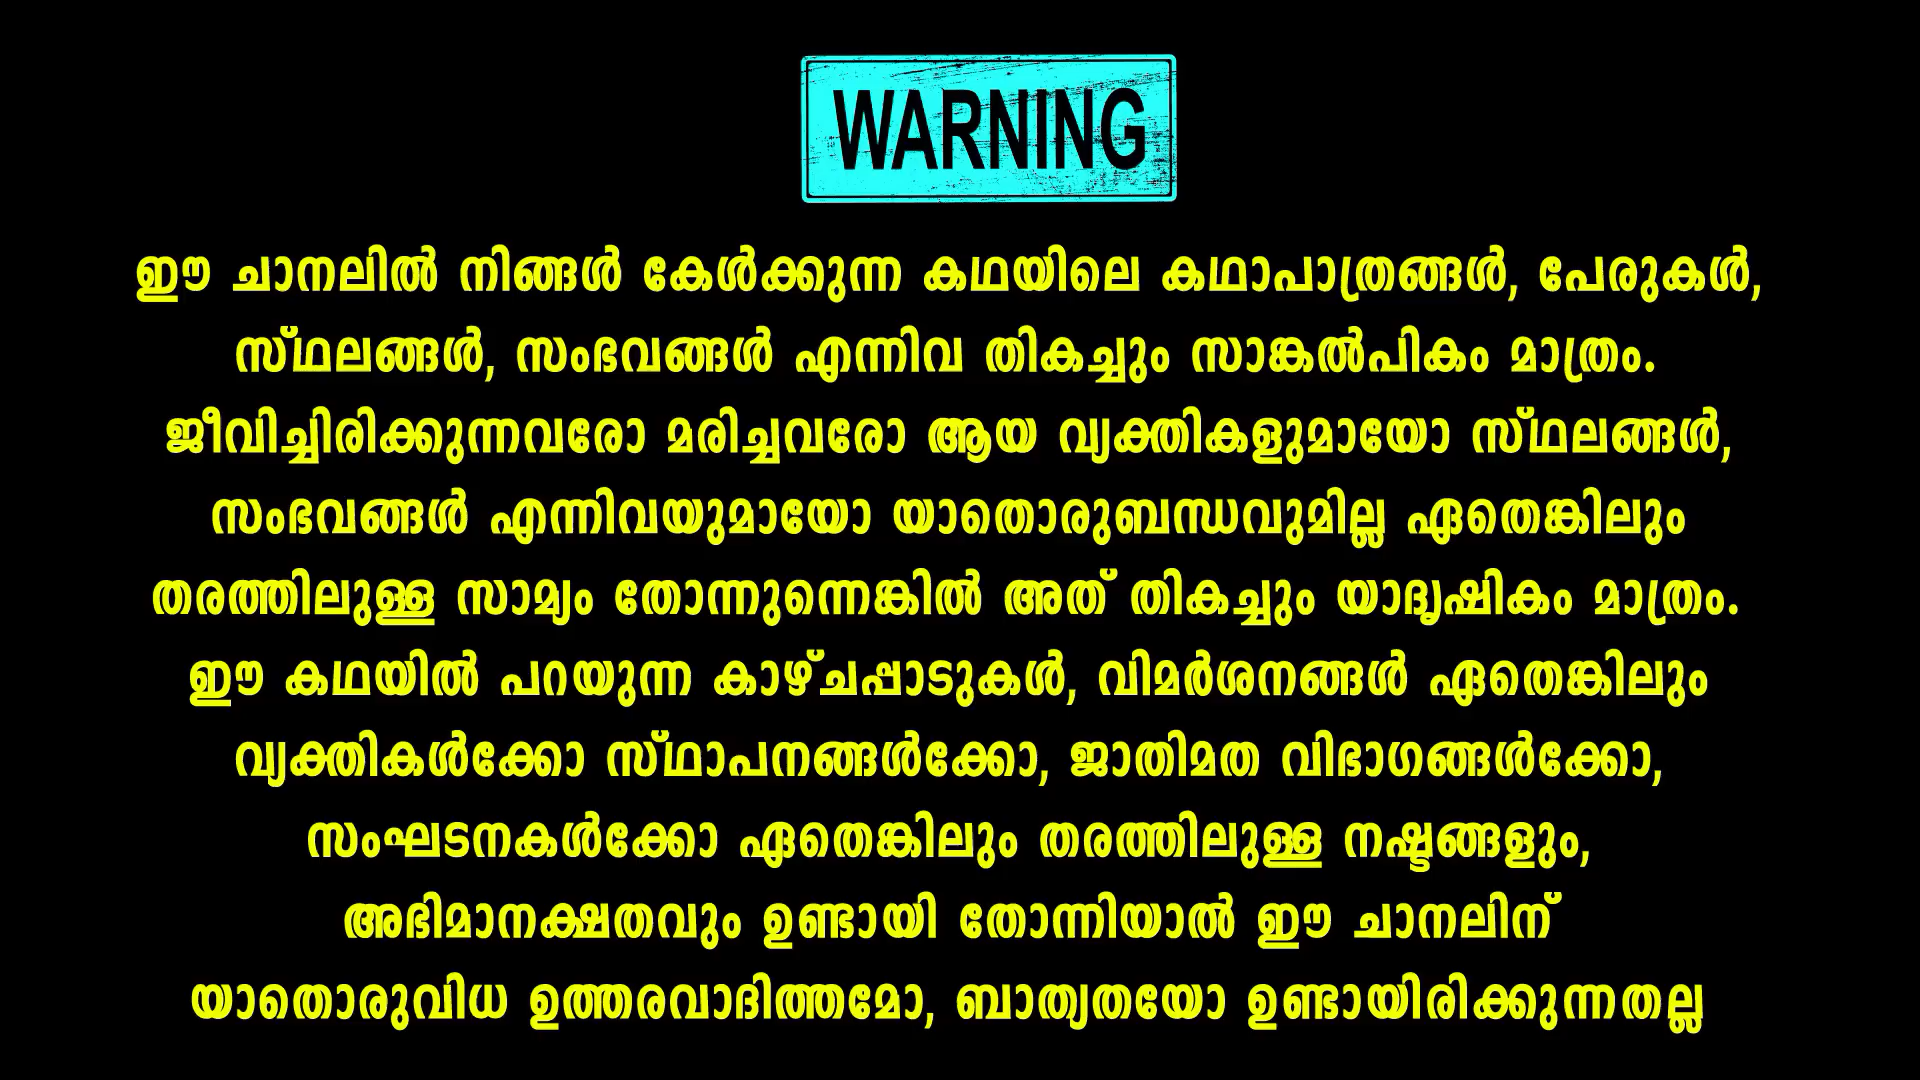 WARNING
ഈ ചാനലിൽ നിങ്ങൾ കേൾക്കുന്ന കഥയിലെ കഥാപാത്രങ്ങൾ, പേരുകൾ,
സ്ഥലങ്ങൾ, സംഭവങ്ങൾ എന്നിവ തികച്ചും സാങ്കൽപികം മാത്രം.
ജീവിച്ചിരിക്കുന്നവരോ മരിച്ചവരോ ആയ വ്യക്തികളുമായോ സ്ഥലങ്ങൾ,
സംഭവങ്ങൾ എന്നിവയുമായോ യാതൊരുബന്ധവുമില്ല ഏതെങ്കിലും
തരത്തിലുള്ള സാമ്യം തോന്നുന്നെങ്കിൽ അത് തികച്ചും യാദൃഷികം മാത്രം.
ഈ കഥയിൽ പറയുന്ന കാഴ്ചപ്പാടുകൾ, വിമർശനങ്ങൾ ഏതെങ്കിലും
വ്യക്തികൾക്കോ സ്ഥാപനങ്ങൾക്കോ, ജാതിമത വിഭാഗങ്ങൾക്കോ,
സംഘടനകൾക്കോ ഏതെങ്കിലും തരത്തിലുള്ള നഷ്ടങ്ങളും,
അഭിമാനക്ഷതവും ഉണ്ടായി തോന്നിയാൽ ഈ ചാനലിന്
യാതൊരുവിധ ഉത്തരവാദിത്തമോ, ബാത്യതയോ ഉണ്ടായിരിക്കുന്നതല്ല